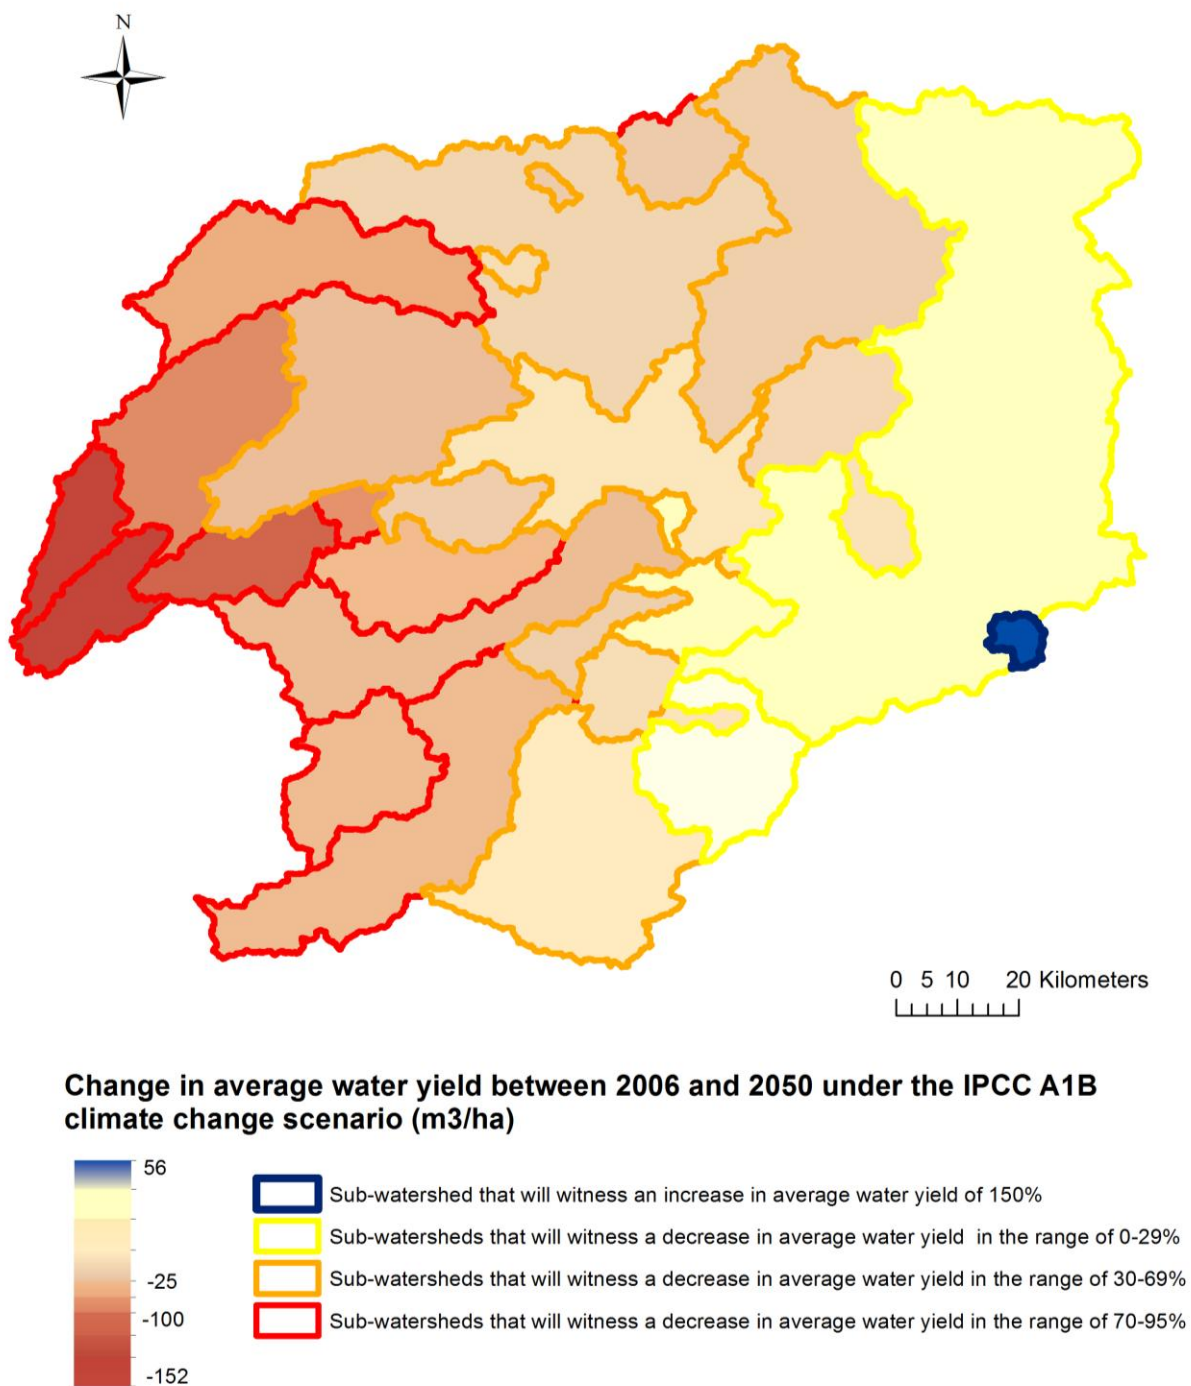 N
0 5 10 20 Kilometers
Change in average water yield between 2006 and 2050 under the IPCC A1B
climate change scenario (m3/ha)
56
-25
-100
-152
Sub-watershed that will witness an increase in average water yield of 150%
Sub-watersheds that will witness a decrease in average water yield in the range of 0-29%
Sub-watersheds that will witness a decrease in average water yield in the range of 30-69%
Sub-watersheds that will witness a decrease in average water yield in the range of 70-95%